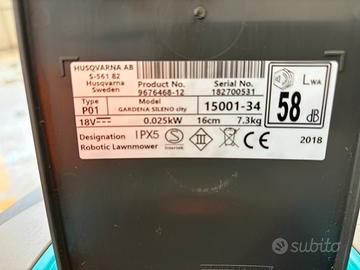 HUSQVARNA AB
S-561 82
Husqvarna
Sweden
Product No.
9676468-12
Serial No.
182700531
LWA
58 dB
Type
P01
Model
GARDENA SILENO city
15001-34
18V
0.025kW
16cm
7.3kg
Designation
Robotic Lawnmower
IPX5
S
III
2018
subito